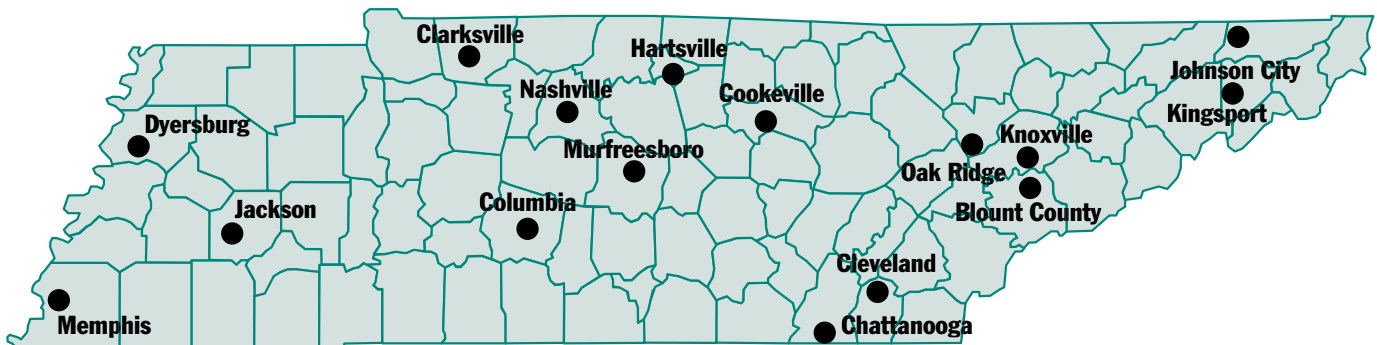 Clarksville
Hartsville
Johnson City
Nashville
Cookeville
Kingsport
Dyersburg
Knoxville
Murfreesboro
Oak Ridge
Columbia
Jackson
Blount County
Cleveland
Memphis
Chattanooga